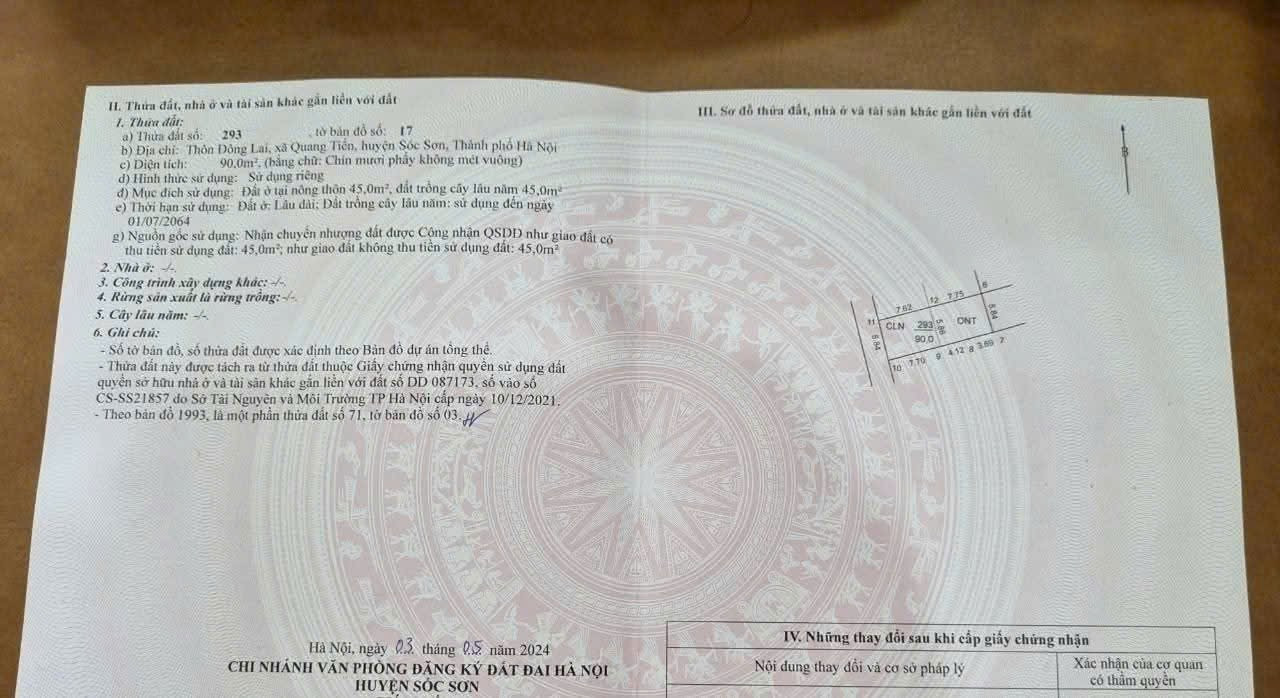 II. Thửa đất, nhà ở và tài sản khác gắn liền với đất
1. Thửa đất:
a) Thửa đất số: 293 , tờ bản đồ số: 17
b) Địa chỉ: Thôn Đông Lai, xã Quang Tiến, huyện Sóc Sơn, Thành phố Hà Nội
c) Diện tích: 90.0m², (bằng chữ: Chín mươi phẩy không mét vuông)
d) Hình thức sử dụng: Sử dụng riêng
đ) Mục đích sử dụng: Đất ở tại nông thôn 45,0m², đất trồng cây lâu năm 45,0m²
e) Thời hạn sử dụng: Đất ở: Lâu dài; Đất trồng cây lâu năm: sử dụng đến ngày
01/07/2064
g) Nguồn gốc sử dụng: Nhận chuyển nhượng đất được Công nhận QSDĐ như giao đất có
thu tiền sử dụng đất: 45,0m²; như giao đất không thu tiền sử dụng đất: 45,0m²
2. Nhà ở: -/-.
3. Công trình xây dựng khác: -/-.
4. Rừng sản xuất là rừng trồng: -/-.
5. Cây lâu năm: -/-.
6. Ghi chú:
- Số tờ bản đồ, số thửa đất được xác định theo Bản đồ dự án tổng thể.
- Thửa đất này được tách ra từ thửa đất thuộc Giấy chứng nhận quyền sử dụng đất
quyền sở hữu nhà ở và tài sản khác gắn liền với đất số DD 087173, số vào sổ
CS-SS21857 do Sở Tài Nguyên và Môi Trường TP Hà Nội cấp ngày 10/12/2021.
- Theo bản đồ 1993, là một phần thửa đất số 71, tờ bản đồ số 03.
Hà Nội, ngày 03 tháng 05 năm 2024
CHI NHÁNH VĂN PHÒNG ĐĂNG KÝ ĐẤT ĐAI HÀ NỘI
HUYỆN SÓC SƠN
III. Sơ đồ thửa đất, nhà ở và tài sản khác gắn liền với đất
B
6
7.62 12 7.75
11 CLN 293 5.86 ONT 5.84
5.84 90.0
10 7.70 9 4.12 8 3.69 7
IV. Những thay đổi sau khi cấp giấy chứng nhận
Nội dung thay đổi và cơ sở pháp lý
Xác nhận của cơ quan
có thẩm quyền